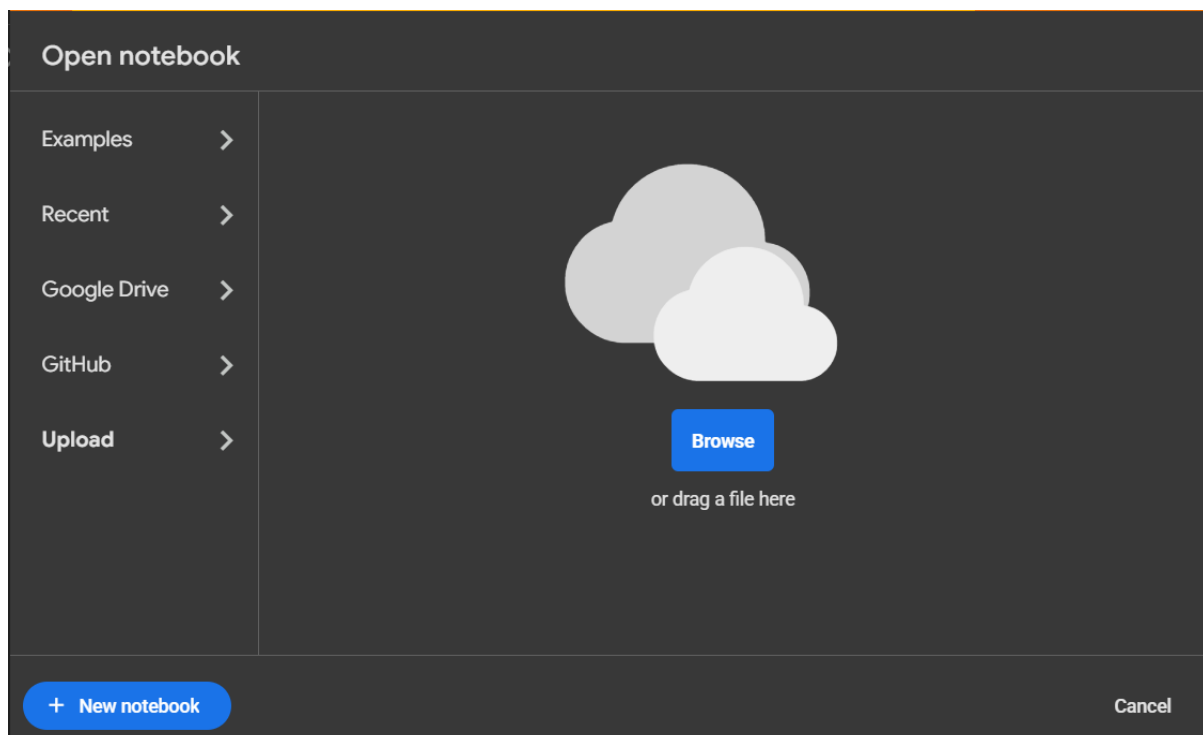 Open notebook
Examples
Recent
Google Drive
GitHub
Upload
Browse
or drag a file here
+ New notebook
Cancel